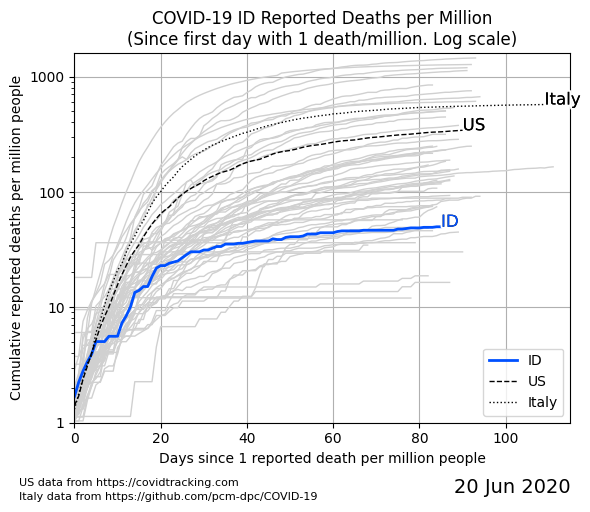 COVID-19 ID Reported Deaths per Million
(Since first day with 1 death/million. Log scale)
Cumulative reported deaths per million people
1000
100
10
1
Italy
US
ID
ID
US
Italy
0 20 40 60 80 100
Days since 1 reported death per million people
US data from https://covidtracking.com
Italy data from https://github.com/pcm-dpc/COVID-19
20 Jun 2020